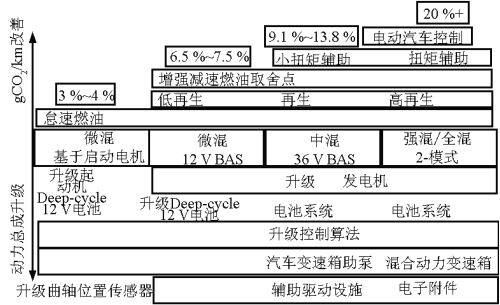 20 %+
9.1 %~13.8 %
电动汽车控制
6.5 %~7.5 %
小扭矩辅助
扭矩辅助
增强减速燃油取舍点
3 %~4 %
低再生
再生
高再生
怠速燃油
gCO2/km改善
微混
基于启动电机
微混
12 V BAS
中混
36 V BAS
强混/全混
2-模式
升级起
动机
Deep-cycle
12 V电池
升级
发电机
升级Deep-cycle
12 V电池
电池系统
电池系统
升级控制算法
汽车变速箱助泵
混合动力变速箱
升级曲轴位置传感器
辅助驱动设施
电子附件
动力总成升级